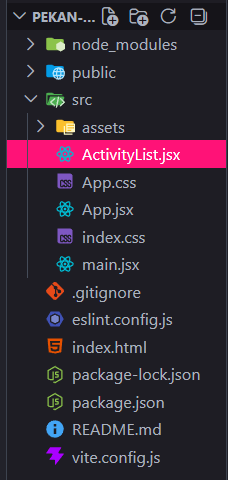 PEKAN-...
node_modules
public
src
assets
ActivityList.jsx
App.css
App.jsx
index.css
main.jsx
.gitignore
eslint.config.js
index.html
package-lock.json
package.json
README.md
vite.config.js